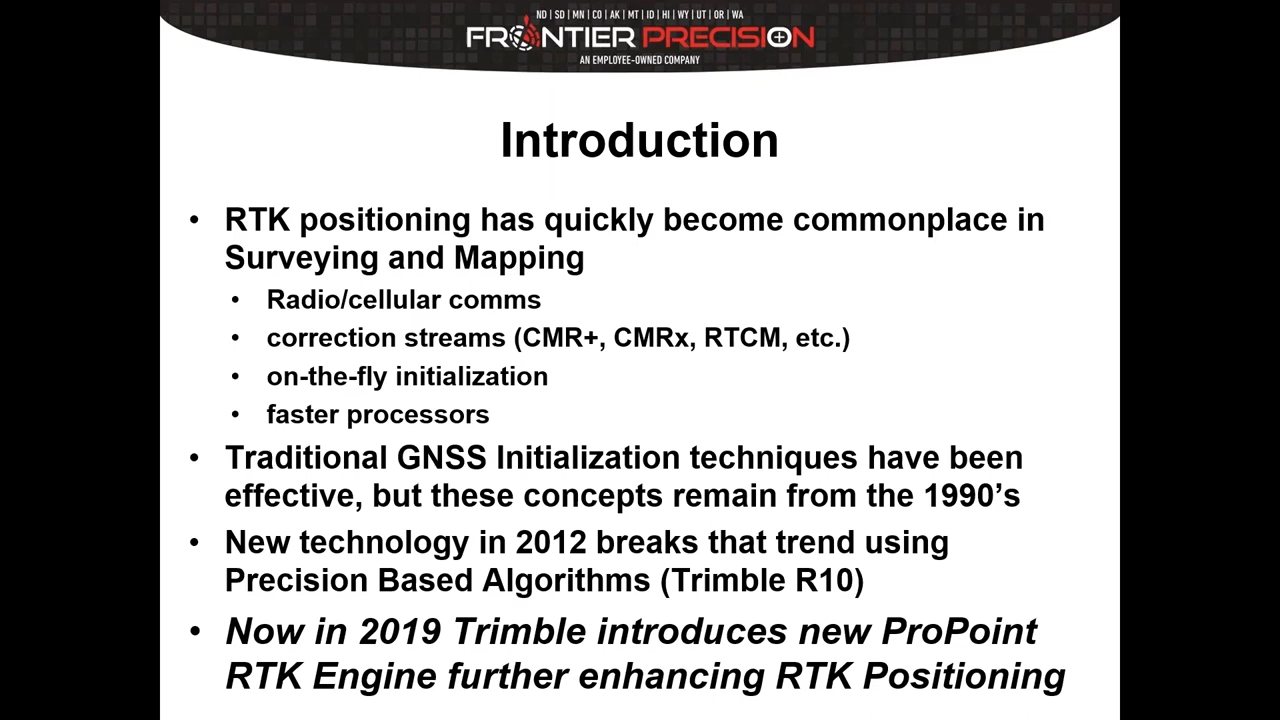 ND | SD | MN | CO | AK | MT | ID | HI | WY | UT | OR | WA
FRONTIER PRECISION
AN EMPLOYEE-OWNED COMPANY
Introduction
• RTK positioning has quickly become commonplace in
Surveying and Mapping
• Radio/cellular comms
• correction streams (CMR+, CMRx, RTCM, etc.)
• on-the-fly initialization
• faster processors
• Traditional GNSS Initialization techniques have been
effective, but these concepts remain from the 1990’s
• New technology in 2012 breaks that trend using
Precision Based Algorithms (Trimble R10)
• Now in 2019 Trimble introduces new ProPoint
RTK Engine further enhancing RTK Positioning